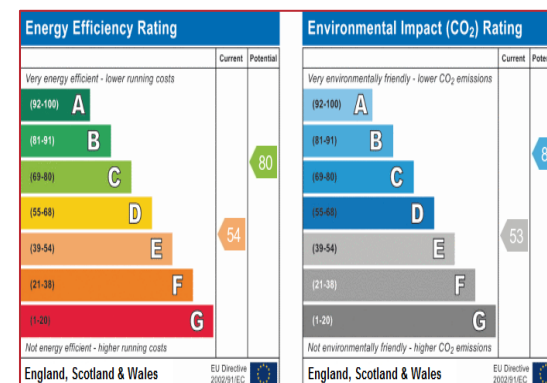 Energy Efficiency Rating
Current Potential
Very energy efficient - lower running costs
(92-100) A
(81-91) B
(69-80) C
80
(55-68) D
54
(39-54) E
(21-38) F
(1-20) G
Not energy efficient - higher running costs
England, Scotland & Wales
EU Directive
2002/91/EC
Environmental Impact (CO2) Rating
Current
Very environmentally friendly - lower CO2 emissions
(92-100) A
(81-91) B
(69-80) C
(55-68) D
53
(39-54) E
(21-38) F
(1-20) G
Not environmentally friendly - higher CO2 emissions
England, Scotland & Wales
EU Directive
2002/91/EC